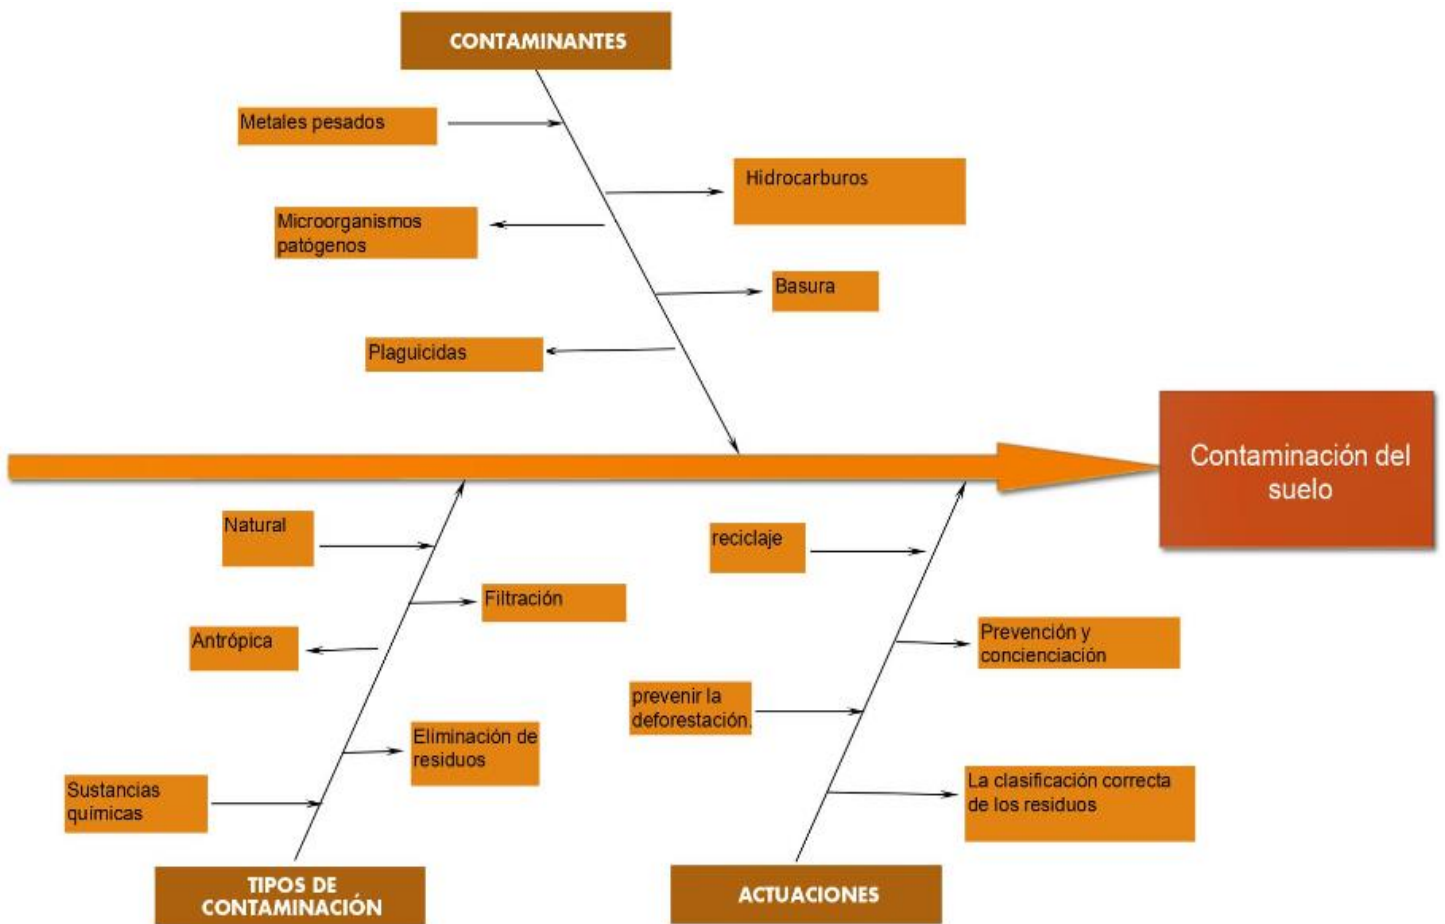 CONTAMINANTES
Metales pesados
Hidrocarburos
Microorganismos
patógenos
Basura
Plaguicidas
Contaminación del
suelo
Natural
reciclaje
Filtración
Antrópica
Prevención y
concienciación
prevenir la
deforestación.
Eliminación de
residuos
Sustancias
químicas
La clasificación correcta
de los residuos
TIPOS DE
CONTAMINACIÓN
ACTUACIONES